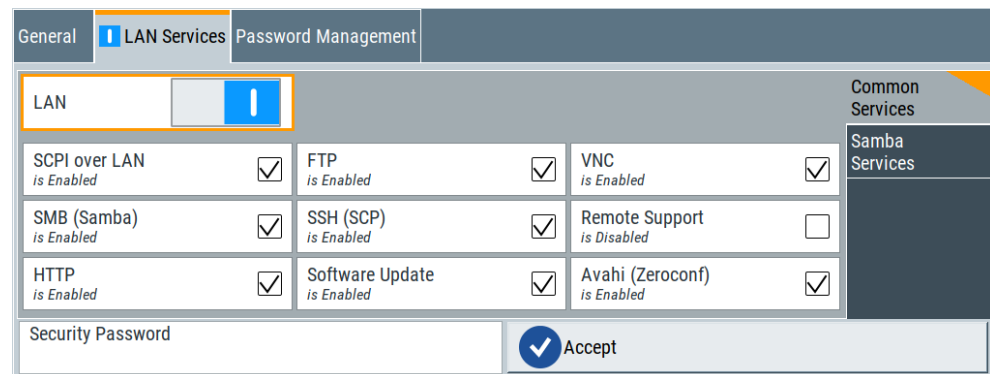 General
LAN Services
Password Management
LAN
Common
Services
Samba
Services
SCPI over LAN
is Enabled
FTP
is Enabled
VNC
is Enabled
SMB (Samba)
is Enabled
SSH (SCP)
is Enabled
Remote Support
is Disabled
HTTP
is Enabled
Software Update
is Enabled
Avahi (Zeroconf)
is Enabled
Security Password
Accept